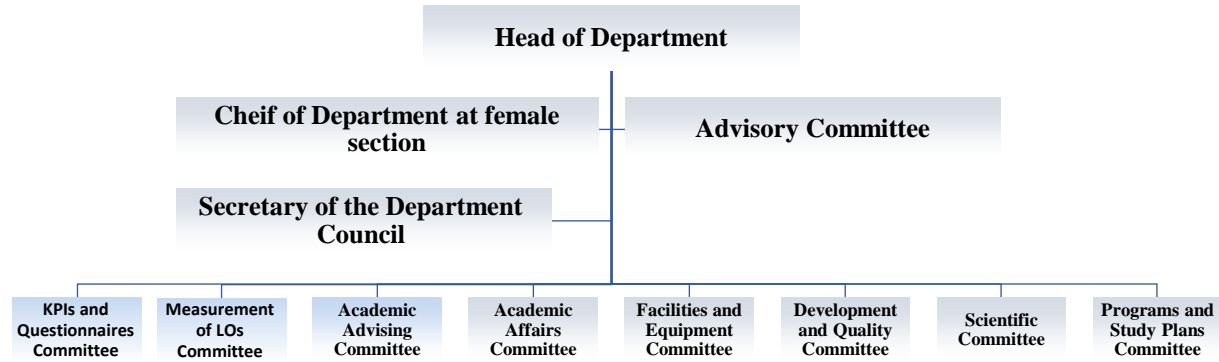 Head of Department
Cheif of Department at female
section
Advisory Committee
Secretary of the Department
Council
KPIs and
Questionnaires
Committee
Measurement
of LOs
Committee
Academic
Advising
Committee
Academic
Affairs
Committee
Facilities and
Equipment
Committee
Development
and Quality
Committee
Scientific
Committee
Programs and
Study Plans
Committee